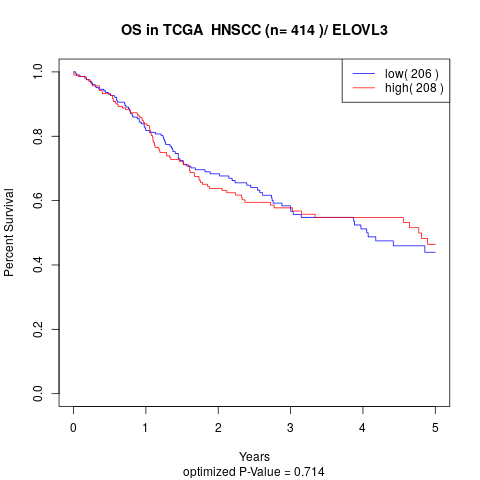 OS in TCGA  HNSCC (n= 414 )/ ELOVL3
low( 206 )
high( 208 )
Percent Survival
1.0
0.8
0.6
0.4
0.2
0.0
0 1 2 3 4 5
Years
optimized P-Value = 0.714